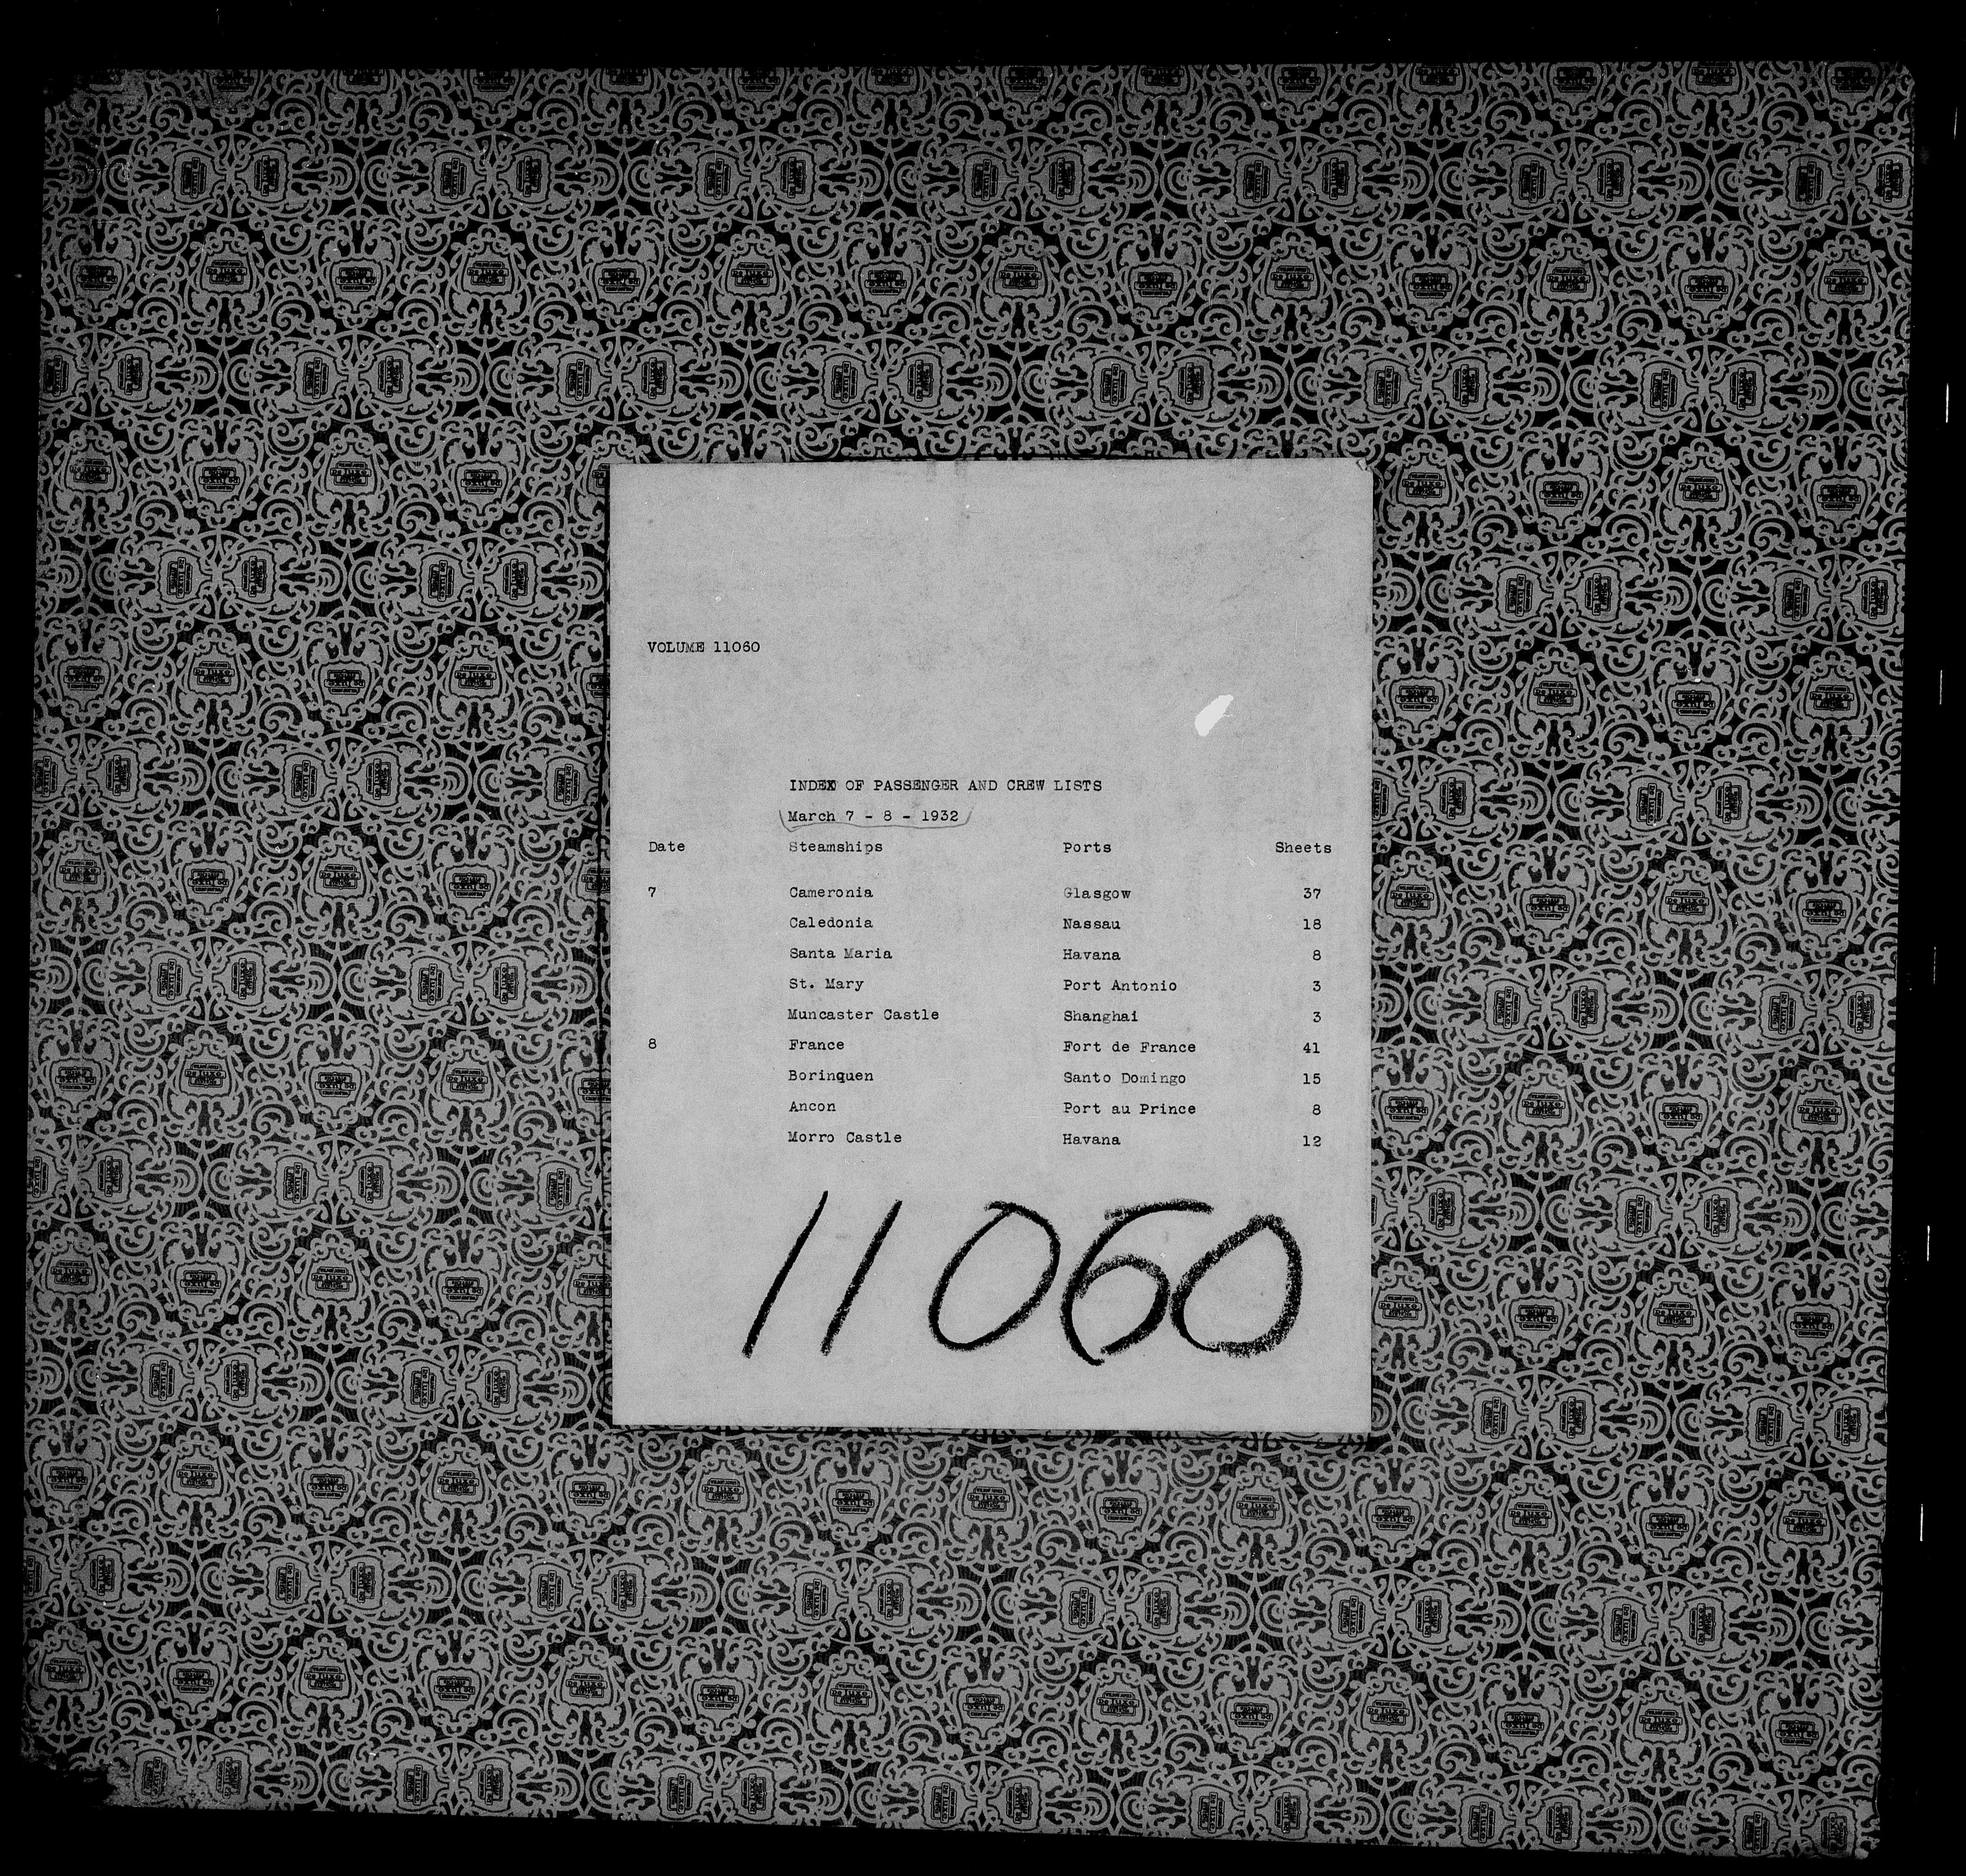 VOLUME 11060
INDEX OF PASSENGER AND CREW LISTS
March 7 - 8 - 1932
Date Steamships Ports Sheets
7 Cameronia Glasgow 37
Caledonia Nassau 18
Santa Maria Havana 8
St. Mary Port Antonio 3
Muncaster Castle Shanghai 3
8 France Fort de France 41
Borinquen Santo Domingo 15
Ancon Port au Prince 8
Morro Castle Havana 12
11060